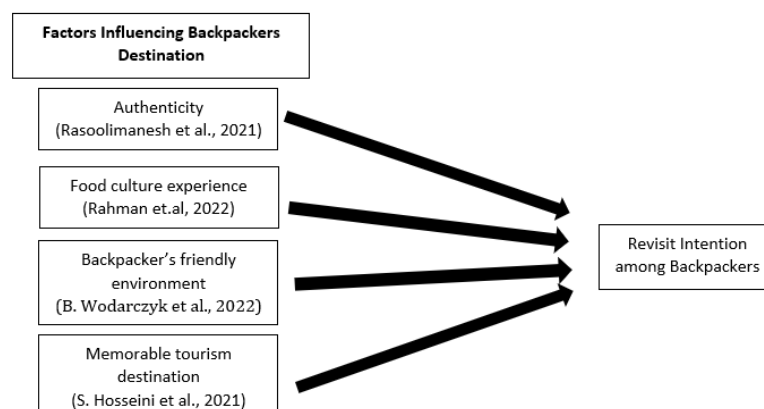 Factors Influencing Backpackers
Destination
Authenticity
(Rasoolimanesh et al., 2021)
Food culture experience
(Rahman et.al, 2022)
Backpacker's friendly
environment
(B. Wodarczyk et al., 2022)
Memorable tourism
destination
(S. Hosseini et al., 2021)
Revisit Intention
among Backpackers